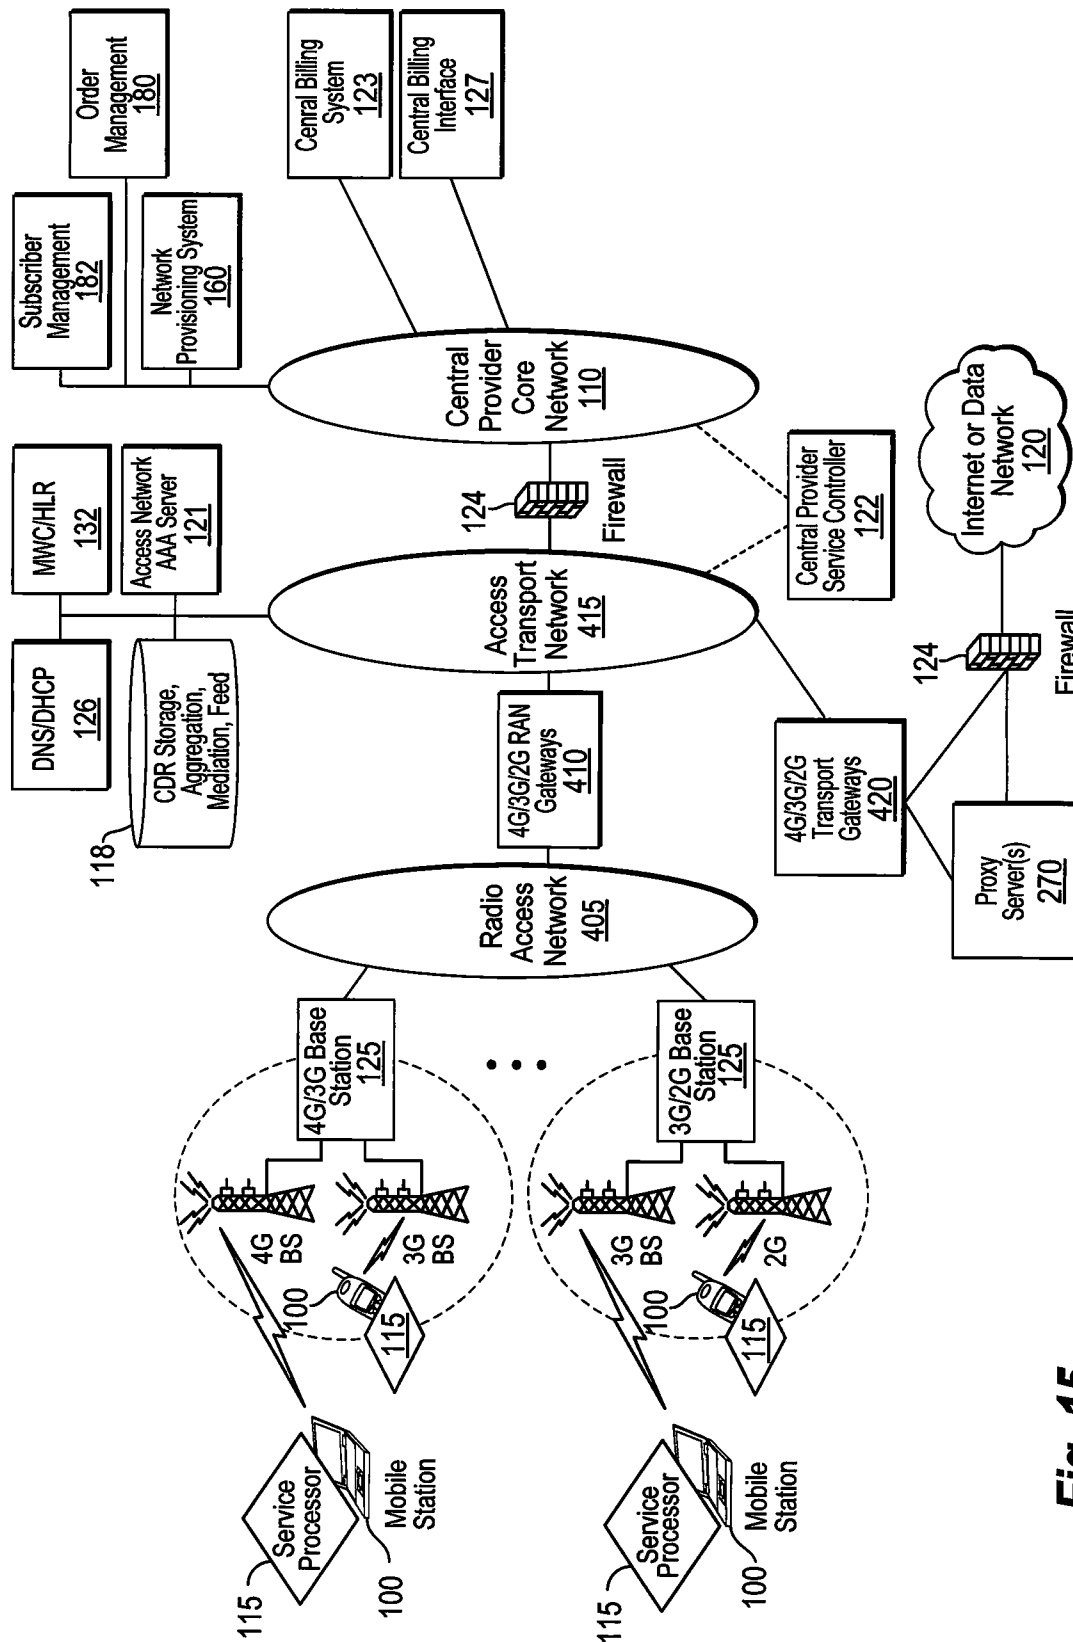 Subscriber
Management
182
Order
Management
180
Network
Provisioning System
160
Cenral Billing
System
123
Central Billing
Interface
127
DNS/DHCP
126
MWC/HLR
132
118
CDR Storage,
Aggregation,
Mediation, Feed
Access Network
AAA Server
121
Central
Provider
Core
Network
110
124
Firewall
Access
Transport
Network
415
4G/3G/2G RAN
Gateways
410
Radio
Access
Network
405
Central Provider
Service Controller
122
Internet or Data
Network
120
124
Firewall
4G/3G/2G
Transport
Gateways
420
Proxy
Server(s)
270
4G/3G Base
Station
125
4G
BS
3G
BS
100
115
115
Service
Processor
100
Mobile
Station
3G/2G Base
Station
125
3G
BS
2G
100
115
115
Service
Processor
100
Mobile
Station
Fig. 15